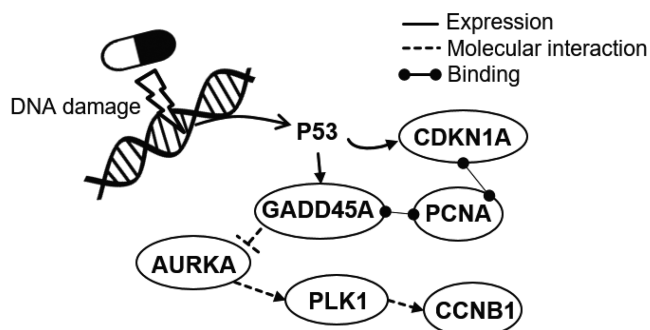 Expression
Molecular interaction
Binding
DNA damage
P53
CDKN1A
GADD45A
PCNA
AURKA
PLK1
CCNB1